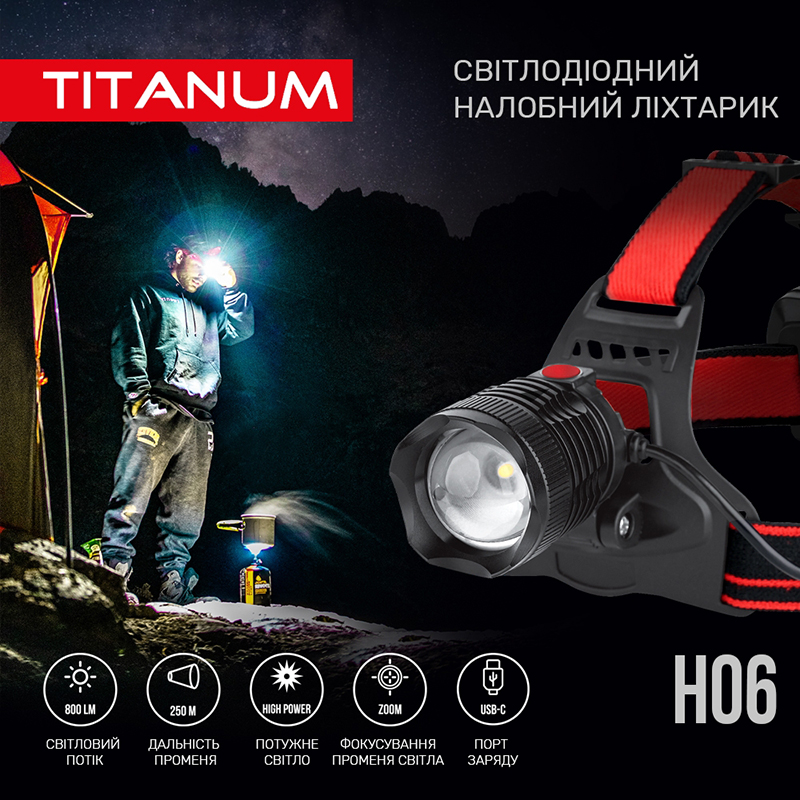 TITANUM
СВІТЛОДІОДНИЙ
НАЛОБНИЙ ЛІХТАРИК
H06
800 LM
250 M
HIGH POWER
ZOOM
USB-C
СВІТЛОВИЙ
ПОТІК
ДАЛЬНІСТЬ
ПРОМЕНЯ
ПОТУЖНЕ
СВІТЛО
ФОКУСУВАННЯ
ПРОМЕНЯ СВІТЛА
ПОРТ
ЗАРЯДУ